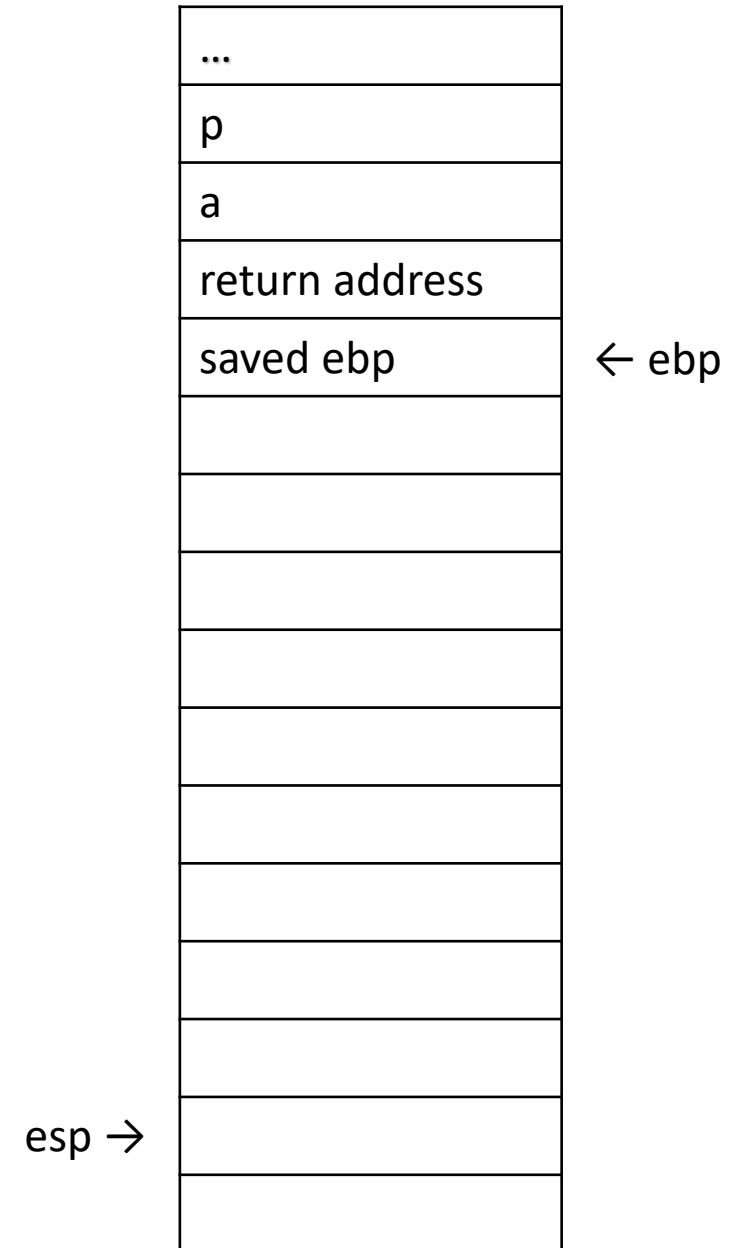 ...
p
a
return address
saved ebp
← ebp
esp →